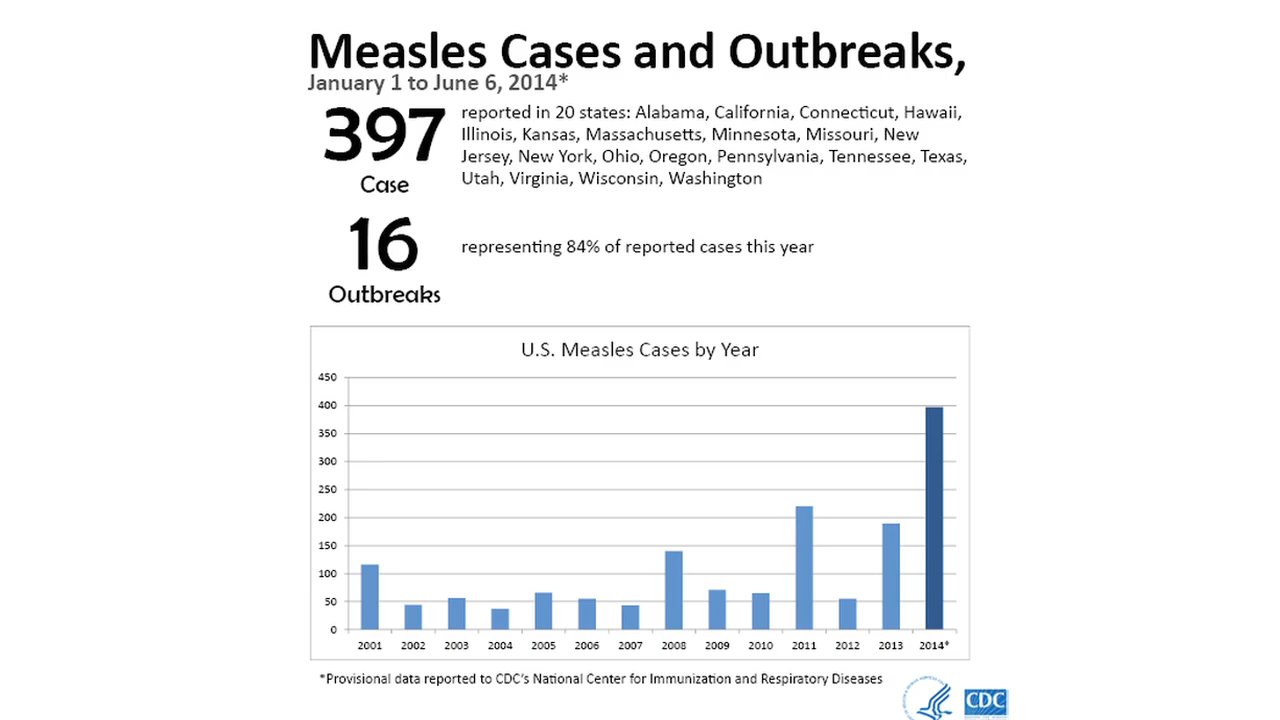 Measles Cases and Outbreaks,
January 1 to June 6, 2014*
397
Case
reported in 20 states: Alabama, California, Connecticut, Hawaii,
Illinois, Kansas, Massachusetts, Minnesota, Missouri, New
Jersey, New York, Ohio, Oregon, Pennsylvania, Tennessee, Texas,
Utah, Virginia, Wisconsin, Washington
16
Outbreaks
representing 84% of reported cases this year
U.S. Measles Cases by Year
450
400
350
300
250
200
150
100
50
0
2001 2002 2003 2004 2005 2006 2007 2008 2009 2010 2011 2012 2013 2014*
*Provisional data reported to CDC's National Center for Immunization and Respiratory Diseases
CDC